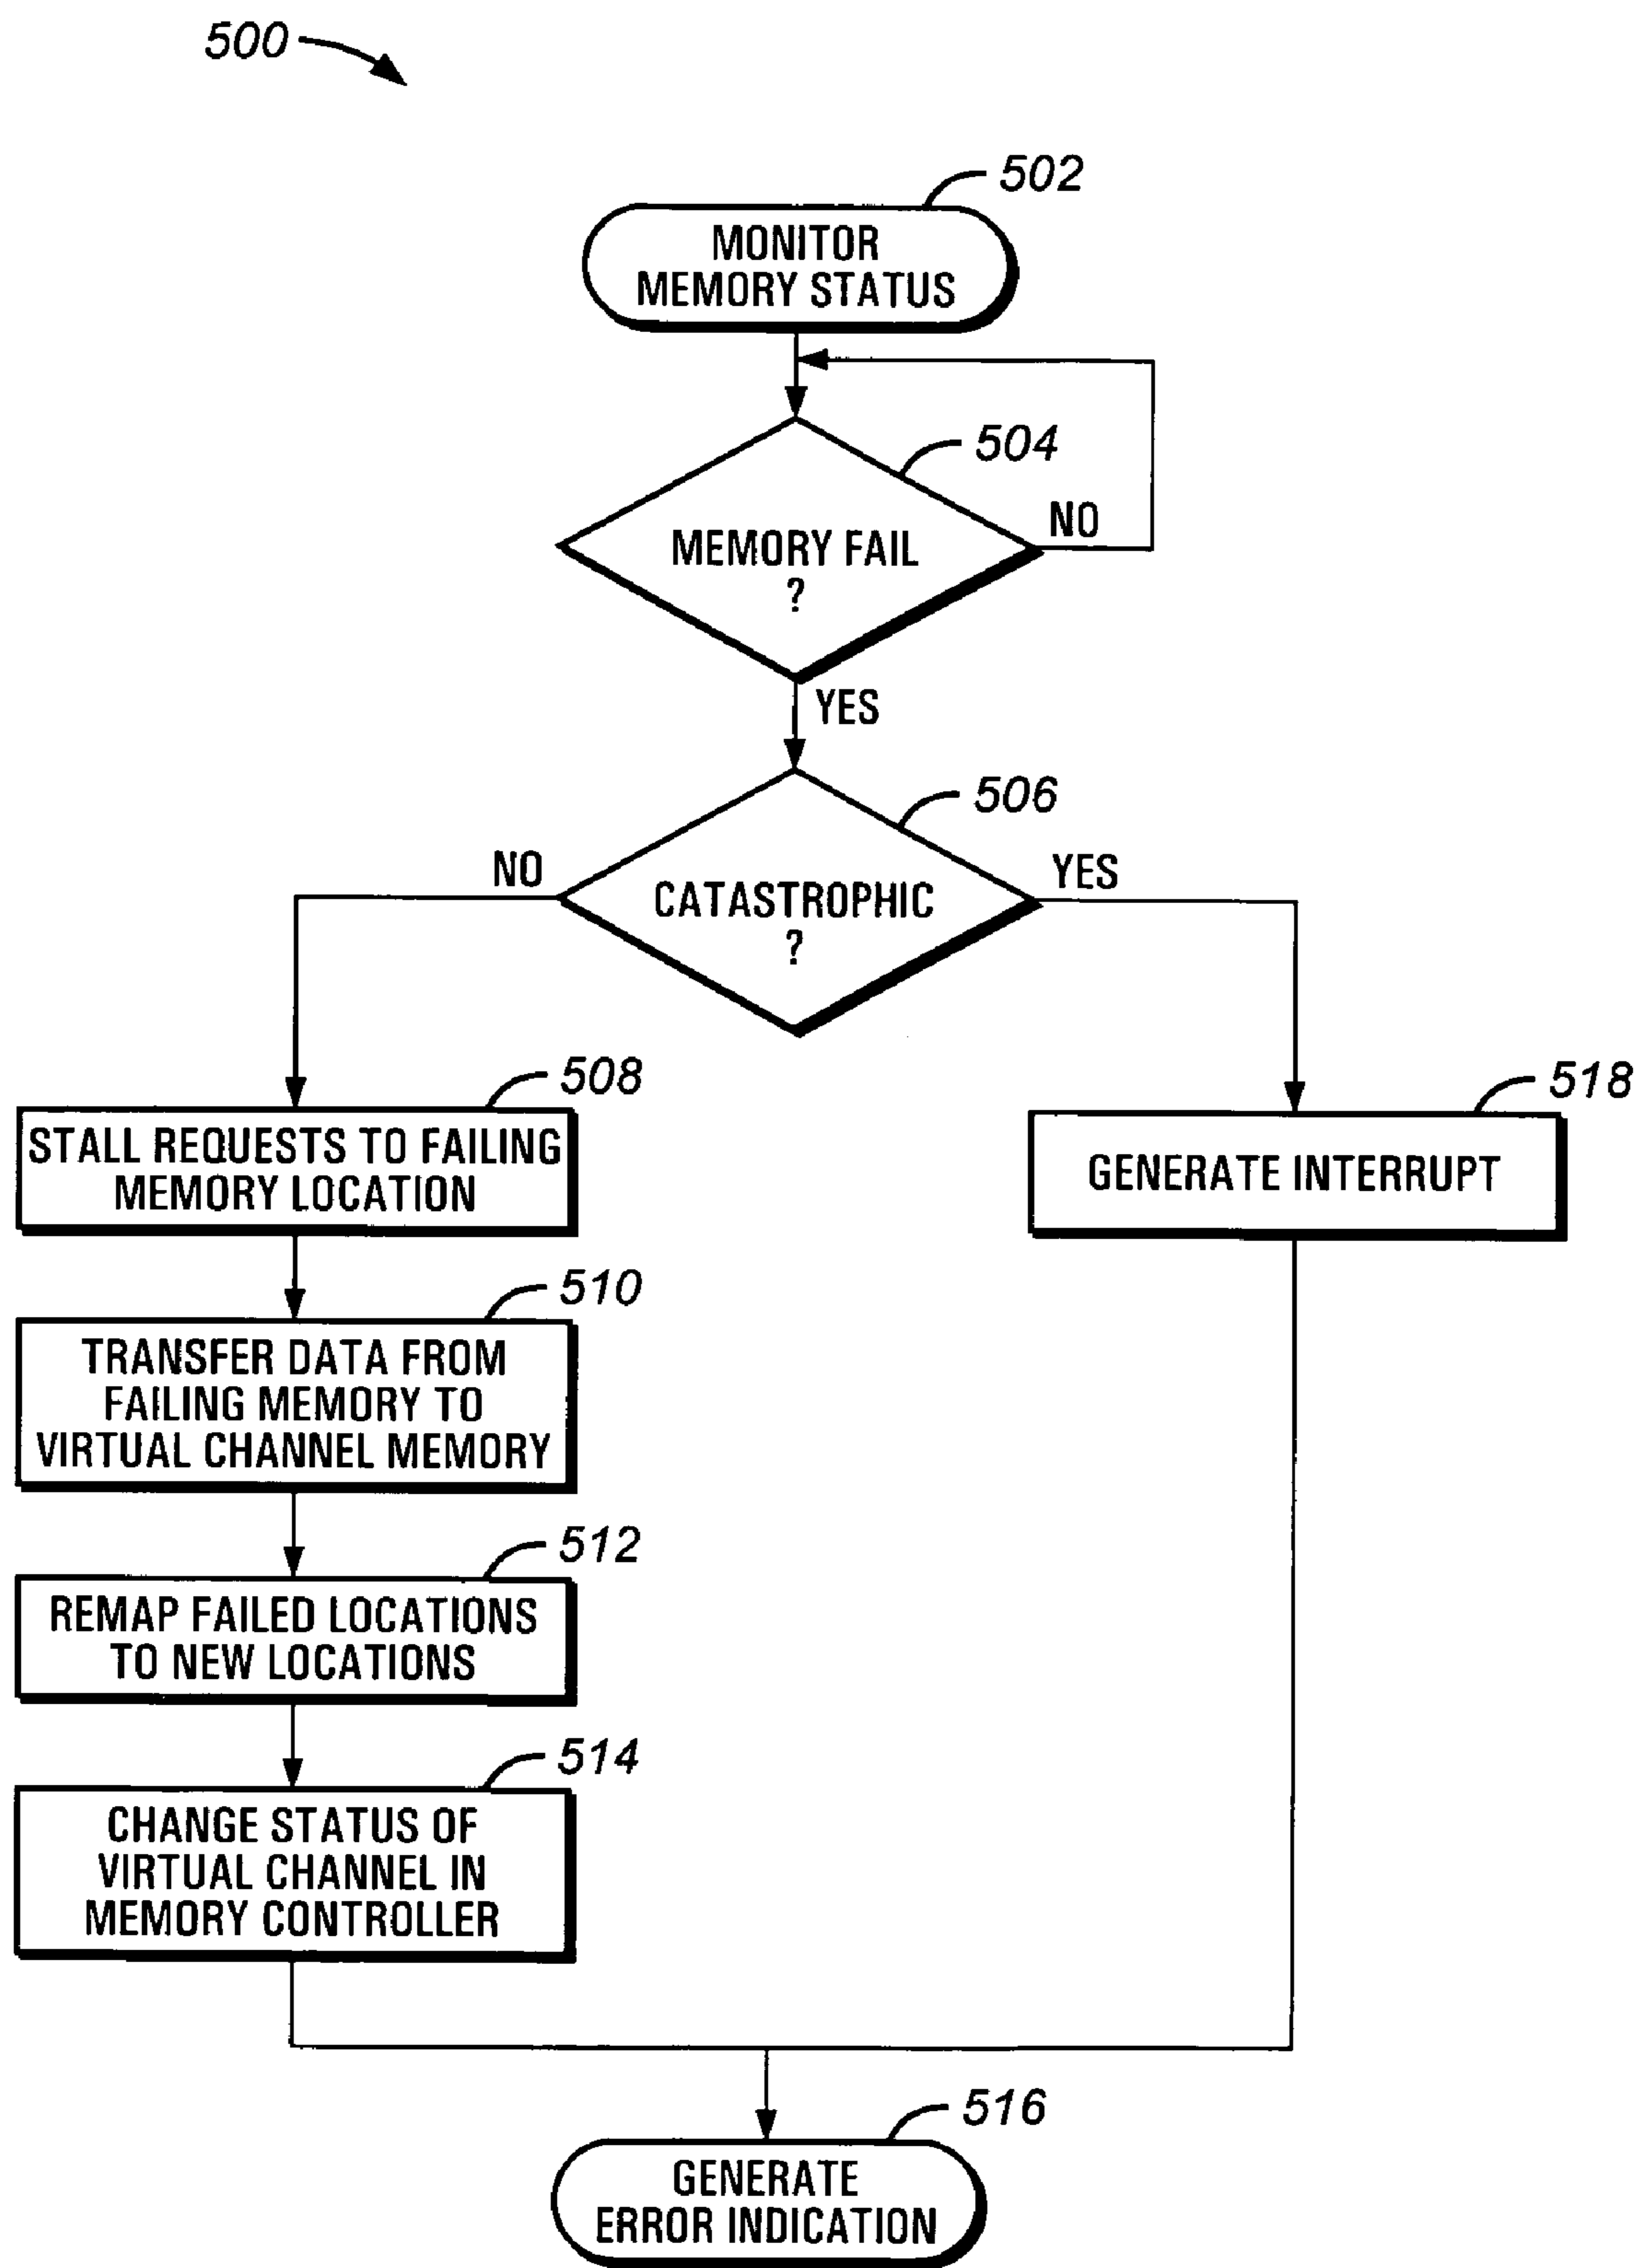 500
502
MONITOR
MEMORY STATUS
504
MEMORY FAIL
?
NO
YES
506
CATASTROPHIC
?
NO
YES
508
STALL REQUESTS TO FAILING
MEMORY LOCATION
518
GENERATE INTERRUPT
510
TRANSFER DATA FROM
FAILING MEMORY TO
VIRTUAL CHANNEL MEMORY
512
REMAP FAILED LOCATIONS
TO NEW LOCATIONS
514
CHANGE STATUS OF
VIRTUAL CHANNEL IN
MEMORY CONTROLLER
516
GENERATE
ERROR INDICATION